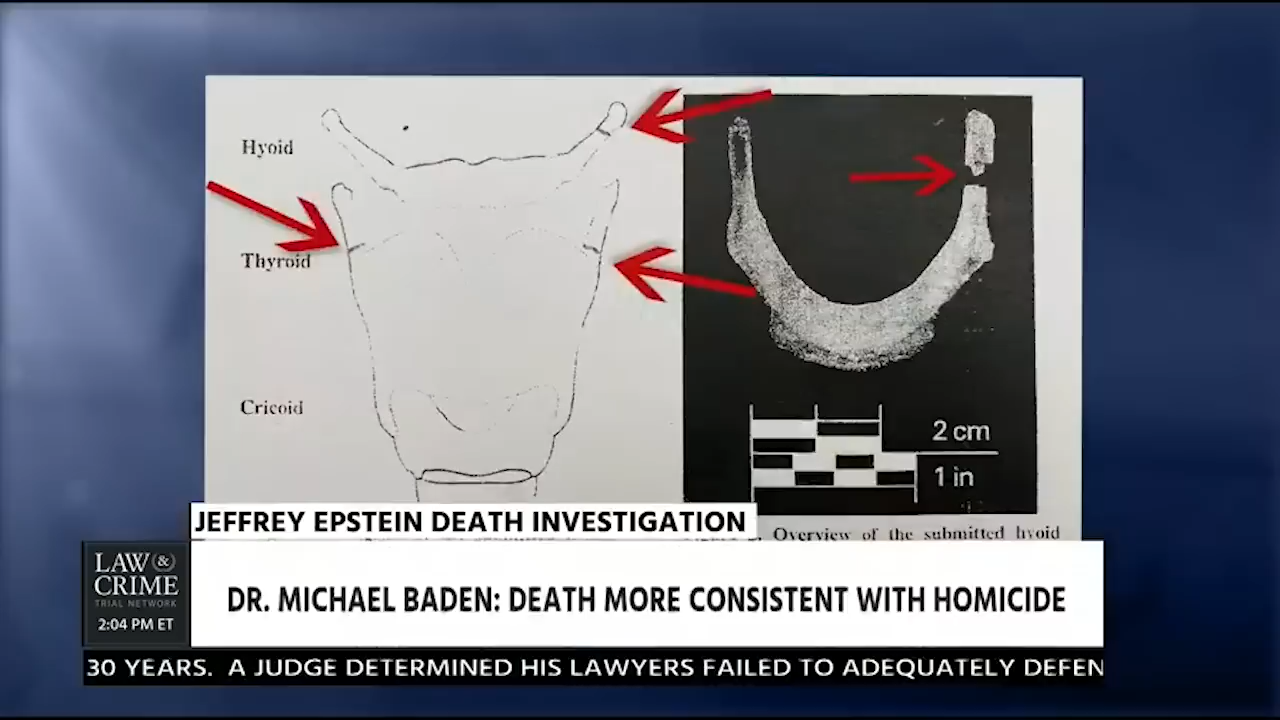 Hyoid
Thyroid
Cricoid
2 cm
1 in
Overview of the submitted hyoid
JEFFREY EPSTEIN DEATH INVESTIGATION
LAW &
CRIME
TRIAL NETWORK
2:04 PM ET
DR. MICHAEL BADEN: DEATH MORE CONSISTENT WITH HOMICIDE
30 YEARS. A JUDGE DETERMINED HIS LAWYERS FAILED TO ADEQUATELY DEFEN